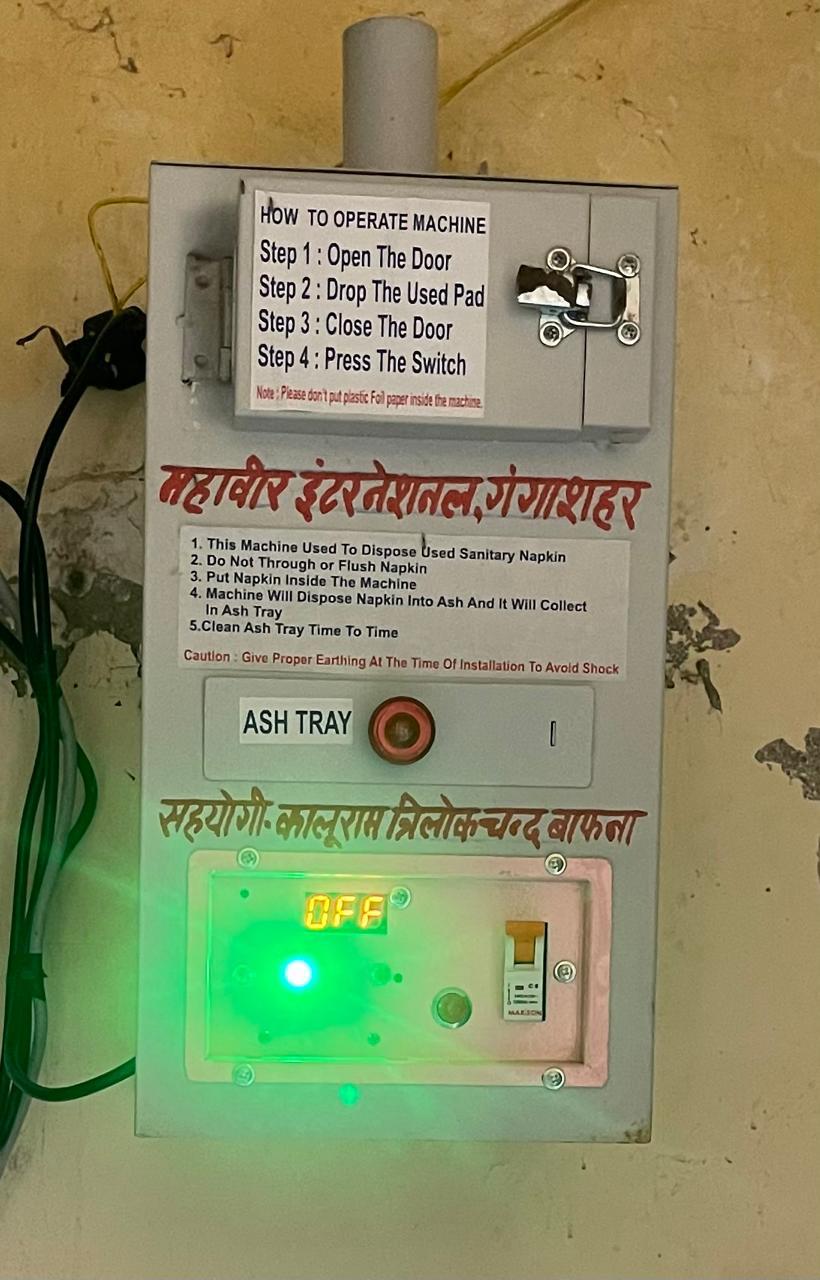 HOW TO OPERATE MACHINE
Step 1 : Open The Door
Step 2 : Drop The Used Pad
Step 3 : Close The Door
Step 4 : Press The Switch
Note : Please don't put plastic Foil paper inside the machine.
महावीर इंटरनेशनल, गंगाशहर
1. This Machine Used To Dispose Used Sanitary Napkin
2. Do Not Through or Flush Napkin
3. Put Napkin Inside The Machine
4. Machine Will Dispose Napkin Into Ash And It Will Collect
In Ash Tray
5.Clean Ash Tray Time To Time
Caution : Give Proper Earthing At The Time Of Installation To Avoid Shock
ASH TRAY
सहयोगी- कालूराम त्रिलोकचन्द बाफना
OFF